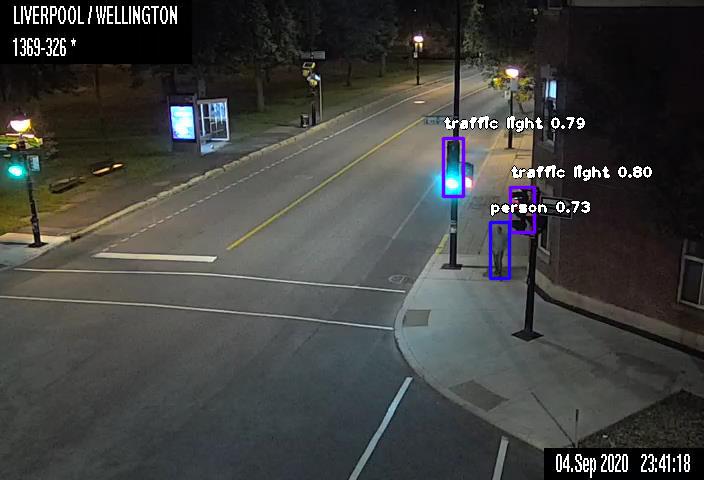 LIVERPOOL / WELLINGTON
1369-326 *
traffic light 0.79
traffic light 0.80
person 0.73
04.Sep 2020 23:41:18